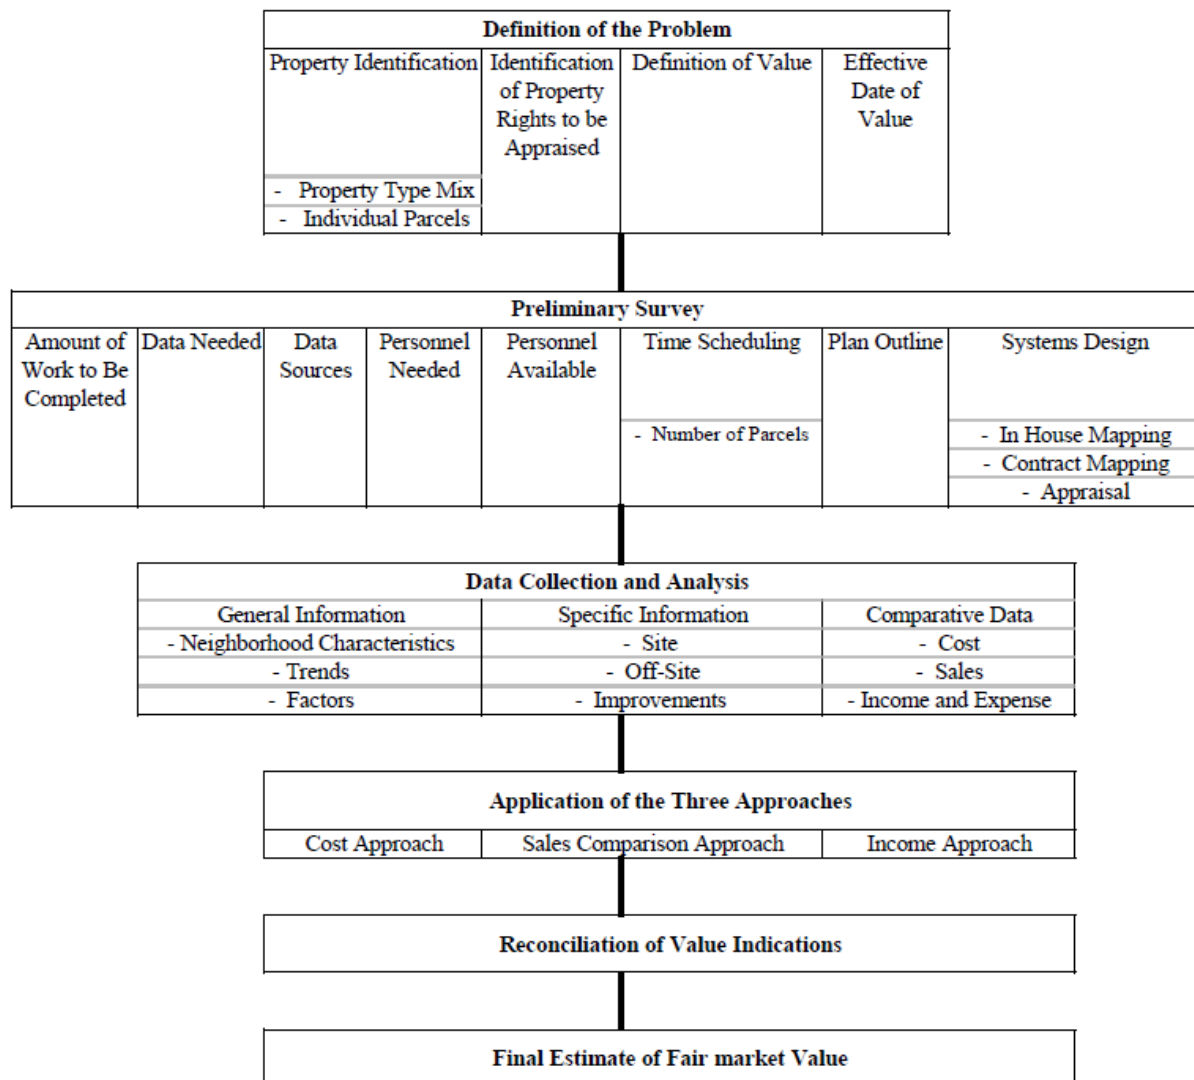 Definition of the Problem
Property Identification
Identification
of Property
Rights to be
Appraised
Definition of Value
Effective
Date of
Value
- Property Type Mix
- Individual Parcels
Preliminary Survey
Amount of
Work to Be
Completed
Data Needed
Data
Sources
Personnel
Needed
Personnel
Available
Time Scheduling
- Number of Parcels
Plan Outline
Systems Design
- In House Mapping
- Contract Mapping
- Appraisal
Data Collection and Analysis
General Information
Specific Information
Comparative Data
- Neighborhood Characteristics
- Site
- Cost
- Trends
- Off-Site
- Sales
- Factors
- Improvements
- Income and Expense
Application of the Three Approaches
Cost Approach
Sales Comparison Approach
Income Approach
Reconciliation of Value Indications
Final Estimate of Fair market Value